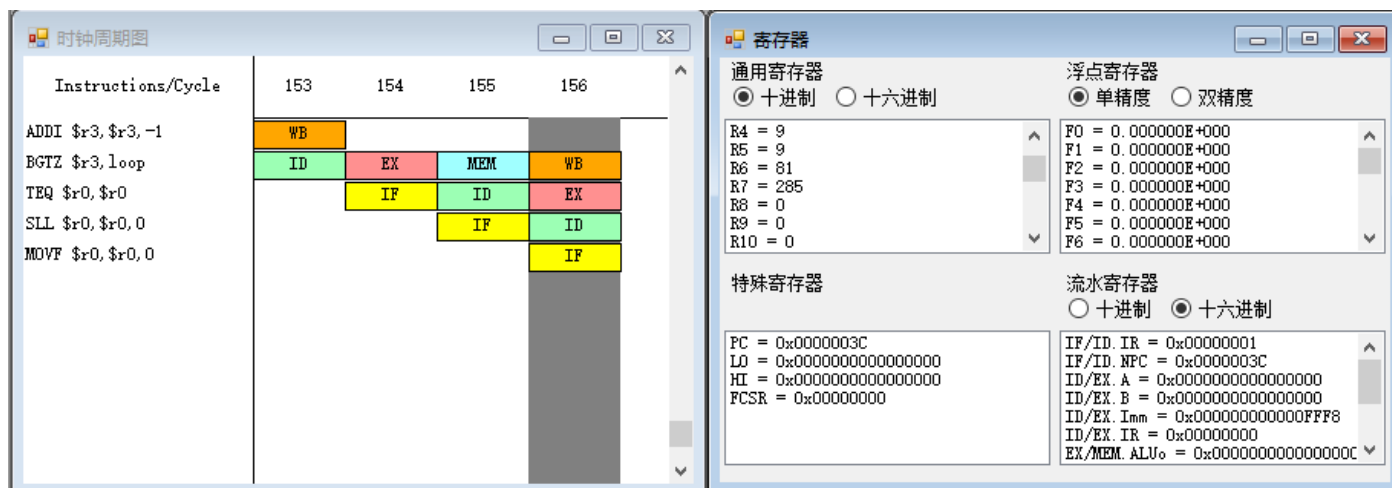 时钟周期图
Instructions/Cycle 153 154 155 156
ADDI $r3,$r3,-1 WB
BGTZ $r3,loop ID EX MEM WB
TEQ $r0,$r0 IF ID EX
SLL $r0,$r0,0 IF ID
MOVF $r0,$r0,0 IF
寄存器
通用寄存器
十进制 十六进制
R4 = 9
R5 = 9
R6 = 81
R7 = 285
R8 = 0
R9 = 0
R10 = 0
浮点寄存器
单精度 双精度
F0 = 0.000000E+000
F1 = 0.000000E+000
F2 = 0.000000E+000
F3 = 0.000000E+000
F4 = 0.000000E+000
F5 = 0.000000E+000
F6 = 0.000000E+000
特殊寄存器
PC = 0x0000003C
LO = 0x0000000000000000
HI = 0x0000000000000000
FCSR = 0x00000000
流水寄存器
十进制 十六进制
IF/ID.IR = 0x00000001
IF/ID.NPC = 0x0000003C
ID/EX.A = 0x0000000000000000
ID/EX.B = 0x0000000000000000
ID/EX.Imm = 0x000000000000FFF8
ID/EX.IR = 0x00000000
EX/MEM.ALUo = 0x000000000000000C